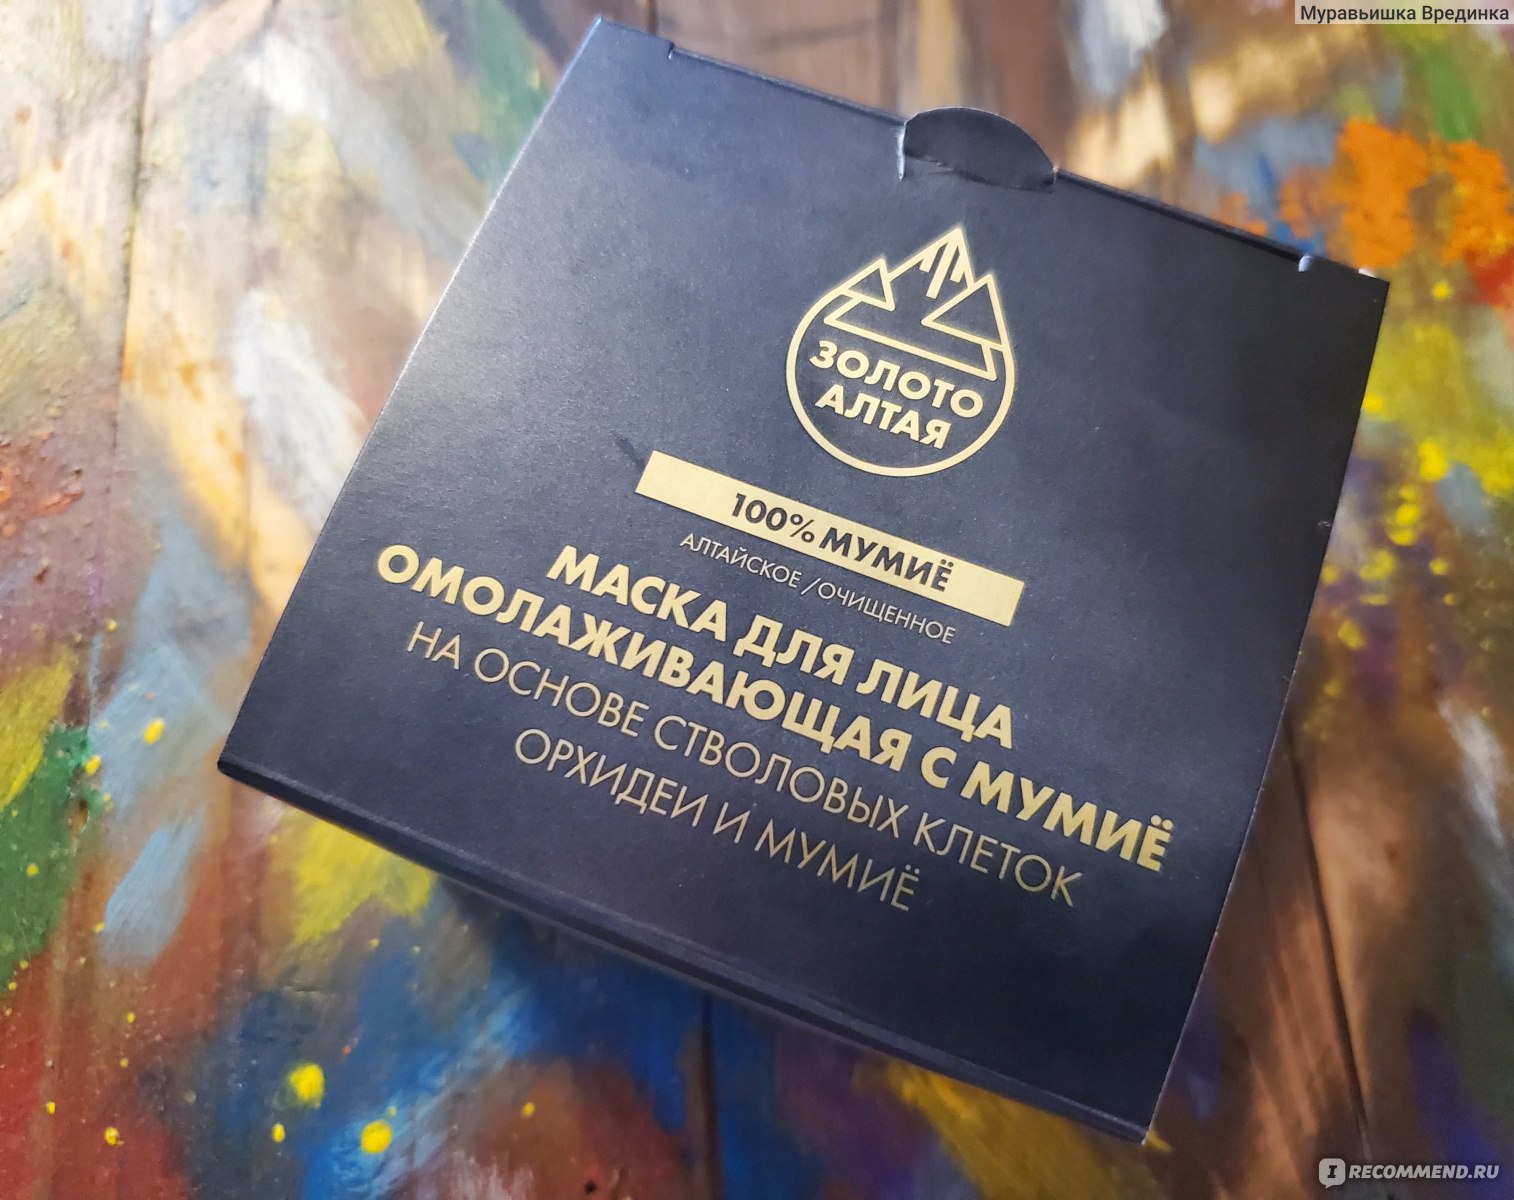 Муравьишка Врединка
ЗОЛОТО
АЛТАЯ
100% МУМИЁ
АЛТАЙСКОЕ /ОЧИЩЕННОЕ
МАСКА ДЛЯ ЛИЦА
ОМОЛАЖИВАЮЩАЯ С МУМИЁ
НА ОСНОВЕ СТВОЛОВЫХ КЛЕТОК
ОРХИДЕИ И МУМИЁ
IRECOMMEND.RU